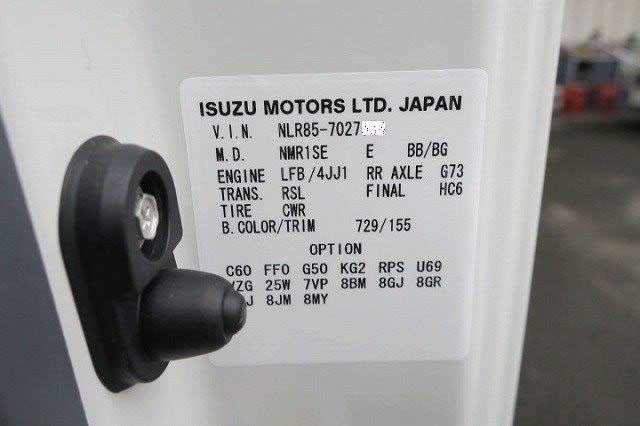 ISUZU MOTORS LTD. JAPAN
V.I.N. NLR85-7027
M.D. NMR1SE E BB/BG
ENGINE LFB/4JJ1 RR AXLE G73
TRANS. RSL FINAL HC6
TIRE CWR
B.COLOR/TRIM 729/155
OPTION
C60 FF0 G50 KG2 RPS U69
25W 7VP 8BM 8GJ 8GR
8JM 8MY